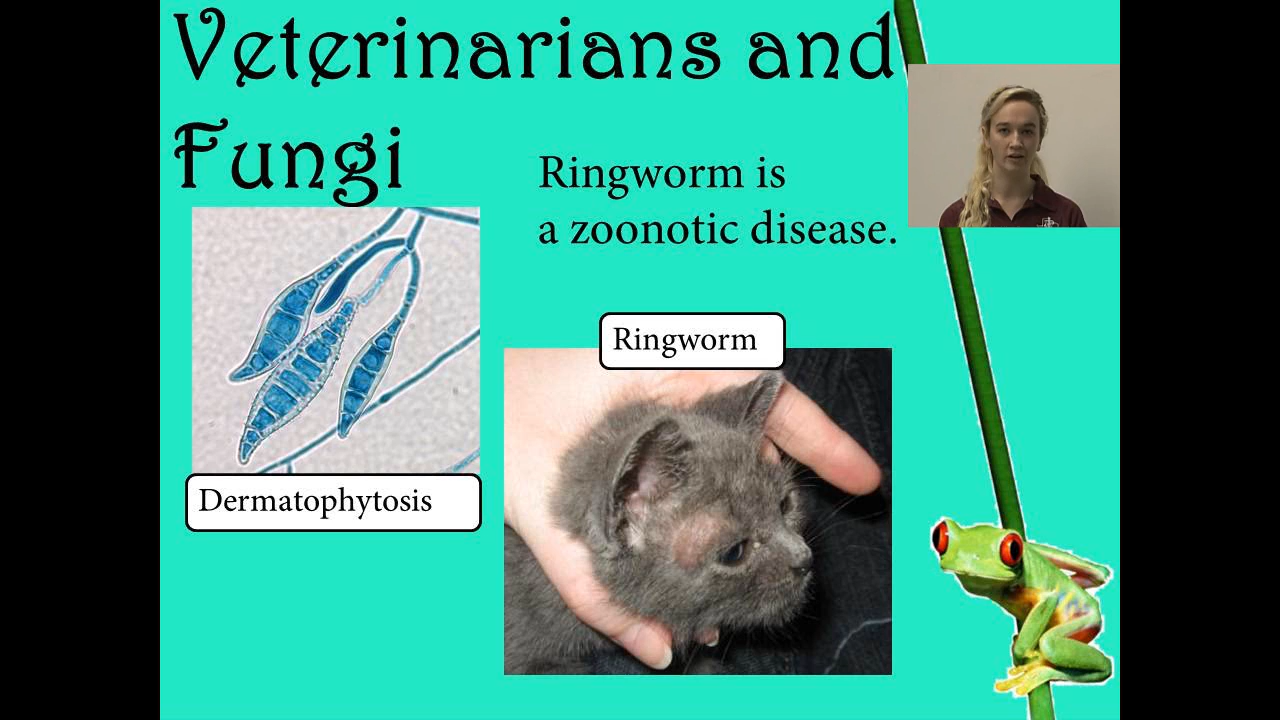 Veterinarians and
Fungi
Ringworm is
a zoonotic disease.
Ringworm
Dermatophytosis